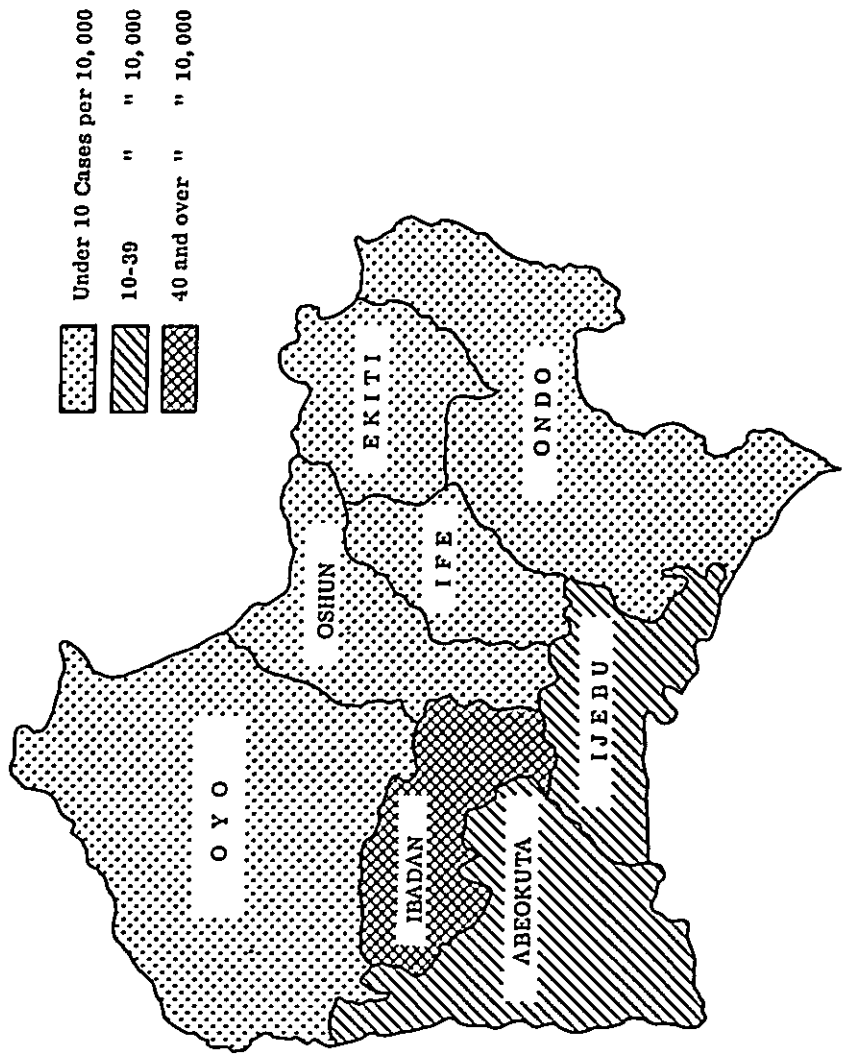 Under 10 Cases per 10,000
10-39 " " 10,000
40 and over " " 10,000
OYO
OSHUN
EKITI
IFE
ONDO
IBADAN
ABEOKUTA
IJEBU